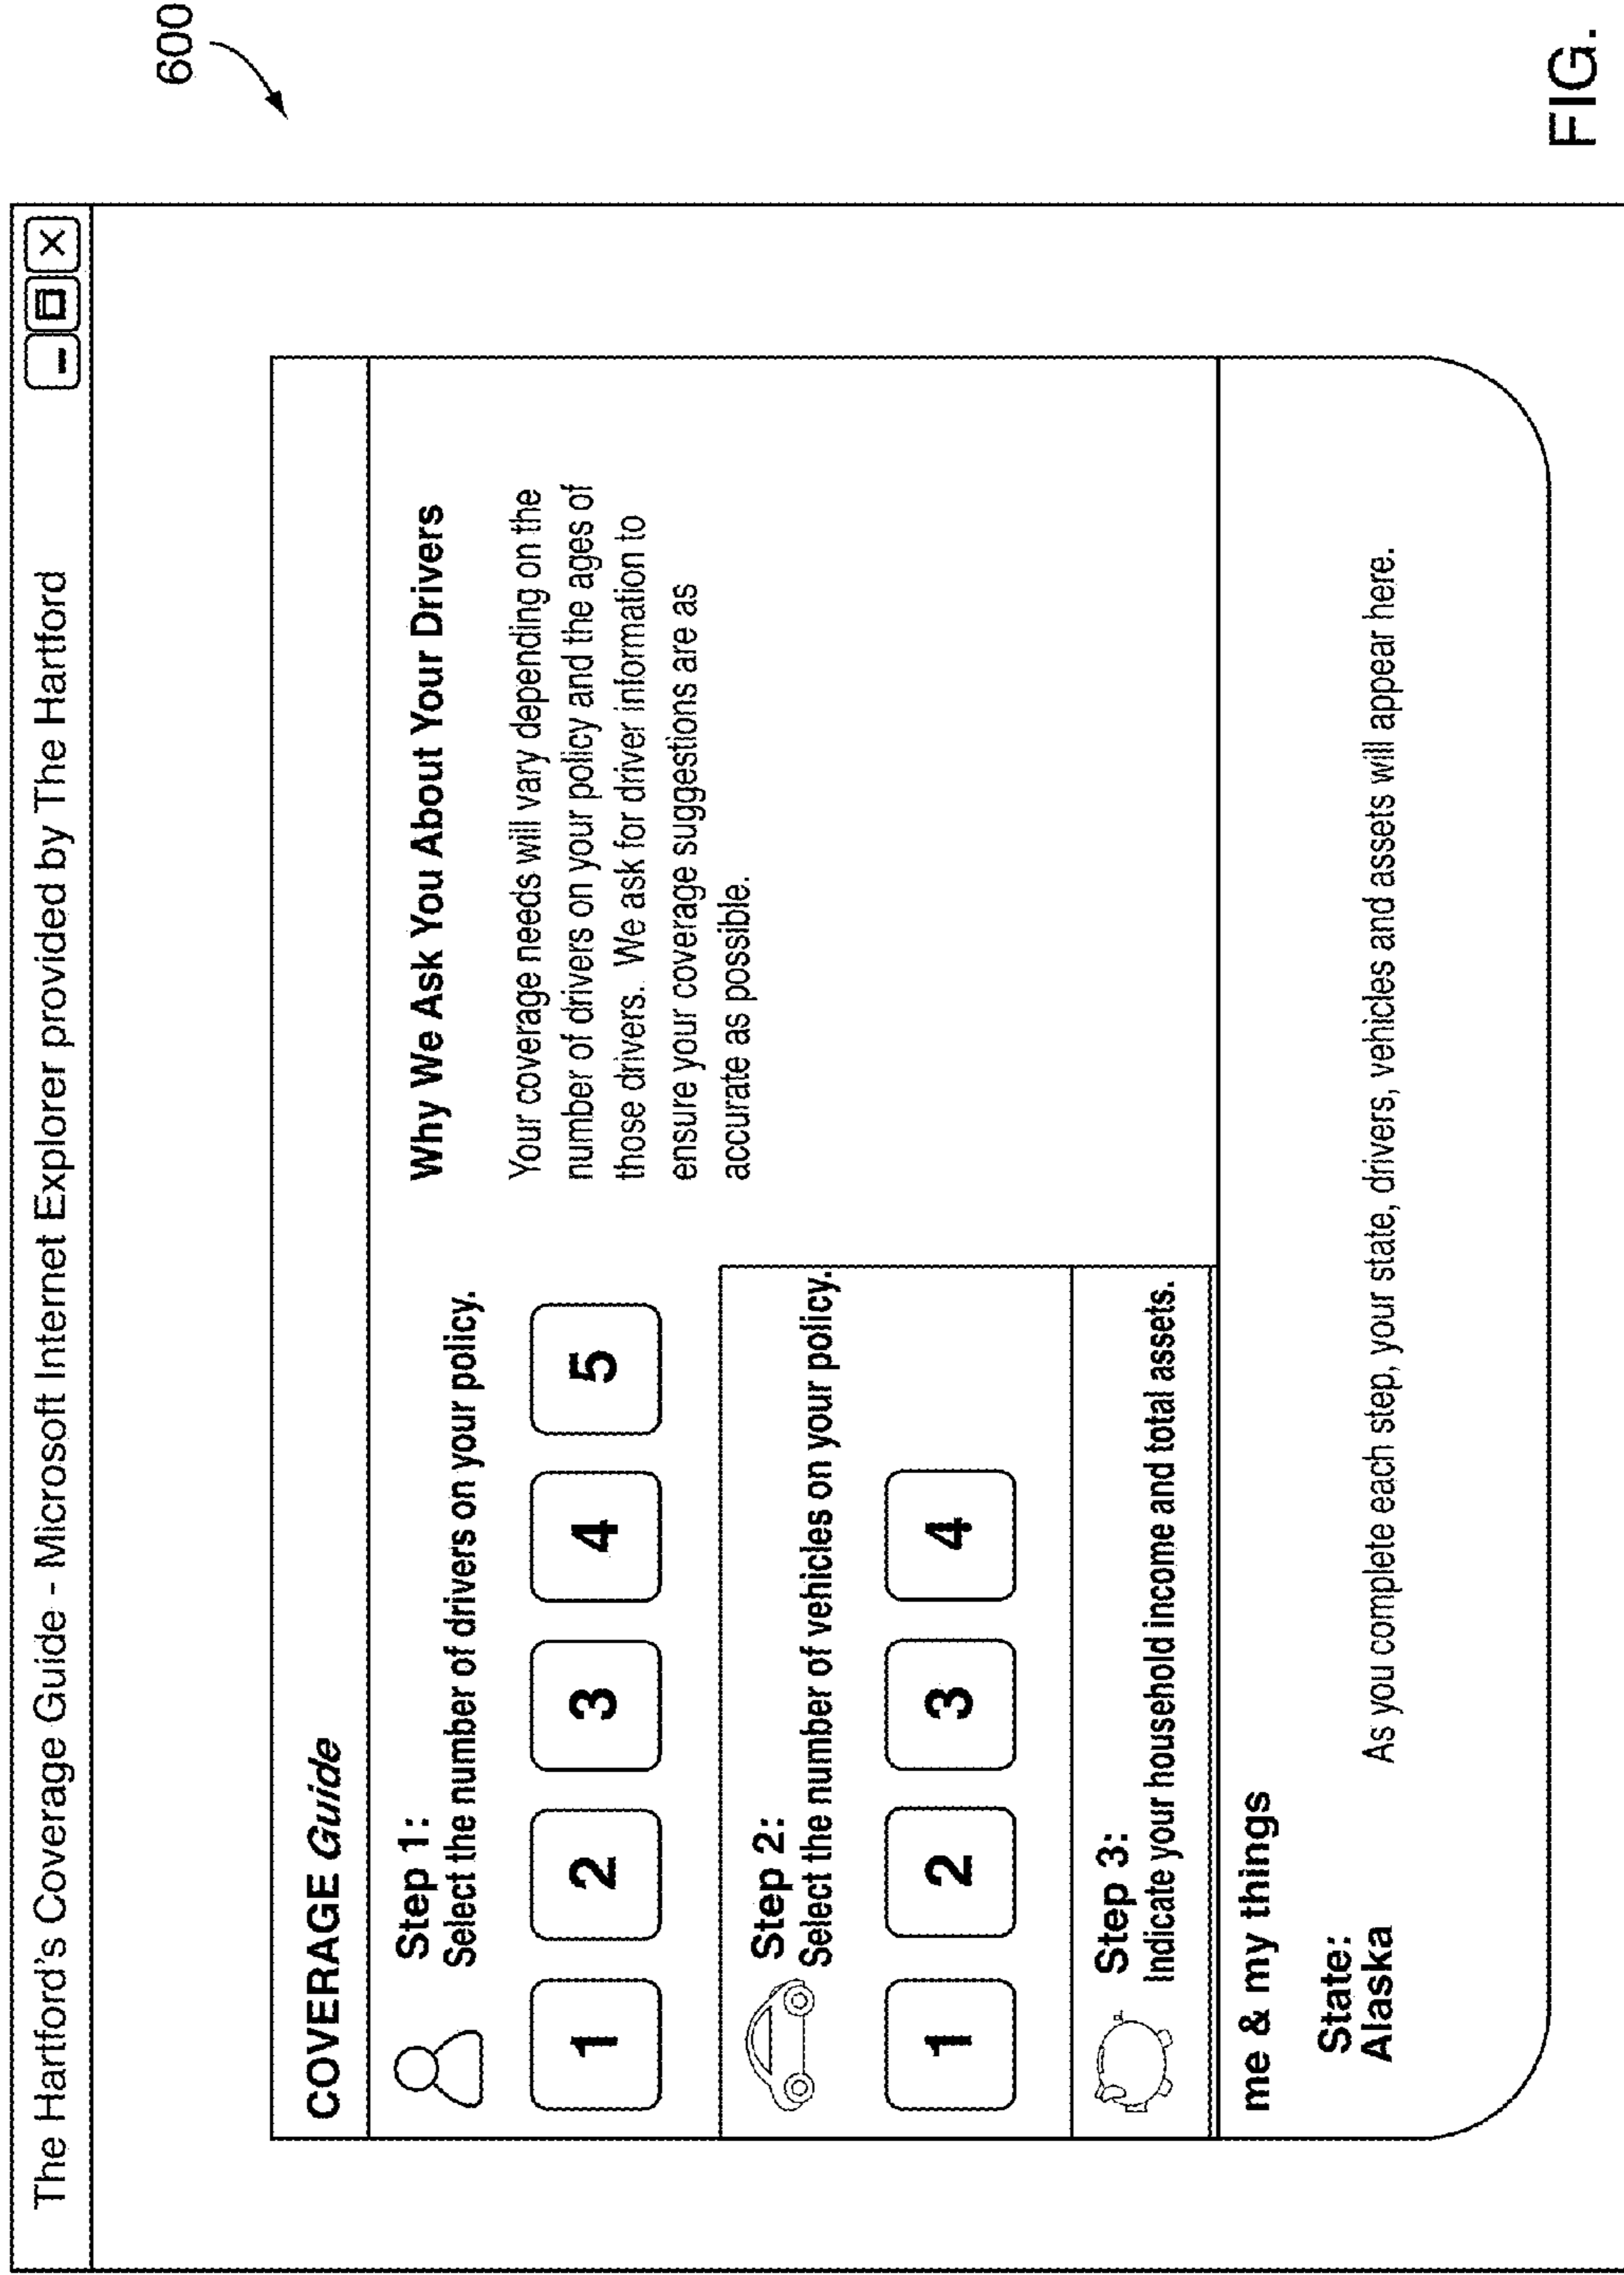 The Hartford's Coverage Guide - Microsoft Internet Explorer provided by The Hartford
600
COVERAGE Guide
Step 1:
Select the number of drivers on your policy.
1 2 3 4 5
Why We Ask You About Your Drivers
Your coverage needs will vary depending on the
number of drivers on your policy and the ages of
those drivers. We ask for driver information to
ensure your coverage suggestions are as
accurate as possible.
Step 2:
Select the number of vehicles on your policy.
1 2 3 4
Step 3:
Indicate your household income and total assets.
me & my things
State:
Alaska
As you complete each step, your state, drivers, vehicles and assets will appear here.
FIG.